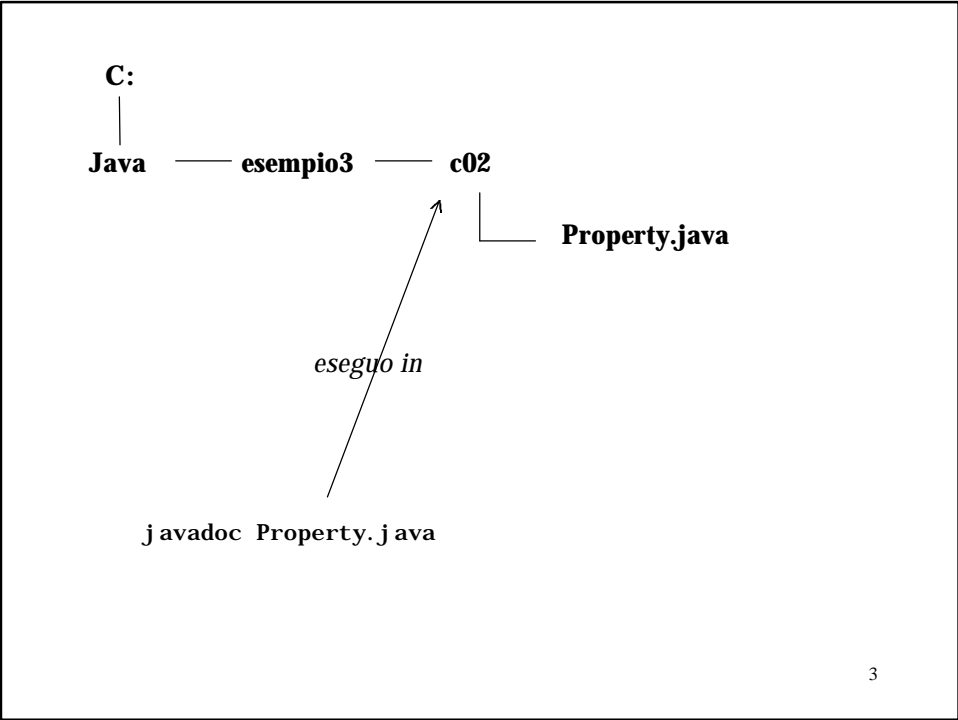 C:
Java esempio3 c02
Property.java
eseguo in
javadoc Property.java
3